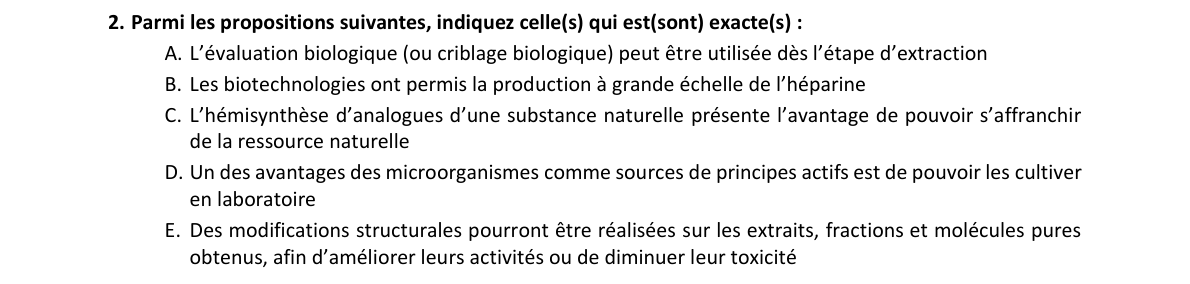 2. Parmi les propositions suivantes, indiquez celle(s) qui est(sont) exacte(s) :
A. L’évaluation biologique (ou criblage biologique) peut être utilisée dès l’étape d’extraction
B. Les biotechnologies ont permis la production à grande échelle de l’héparine
C. L’hémisynthèse d’analogues d’une substance naturelle présente l’avantage de pouvoir s’affranchir
de la ressource naturelle
D. Un des avantages des microorganismes comme sources de principes actifs est de pouvoir les cultiver
en laboratoire
E. Des modifications structurales pourront être réalisées sur les extraits, fractions et molécules pures
obtenus, afin d’améliorer leurs activités ou de diminuer leur toxicité